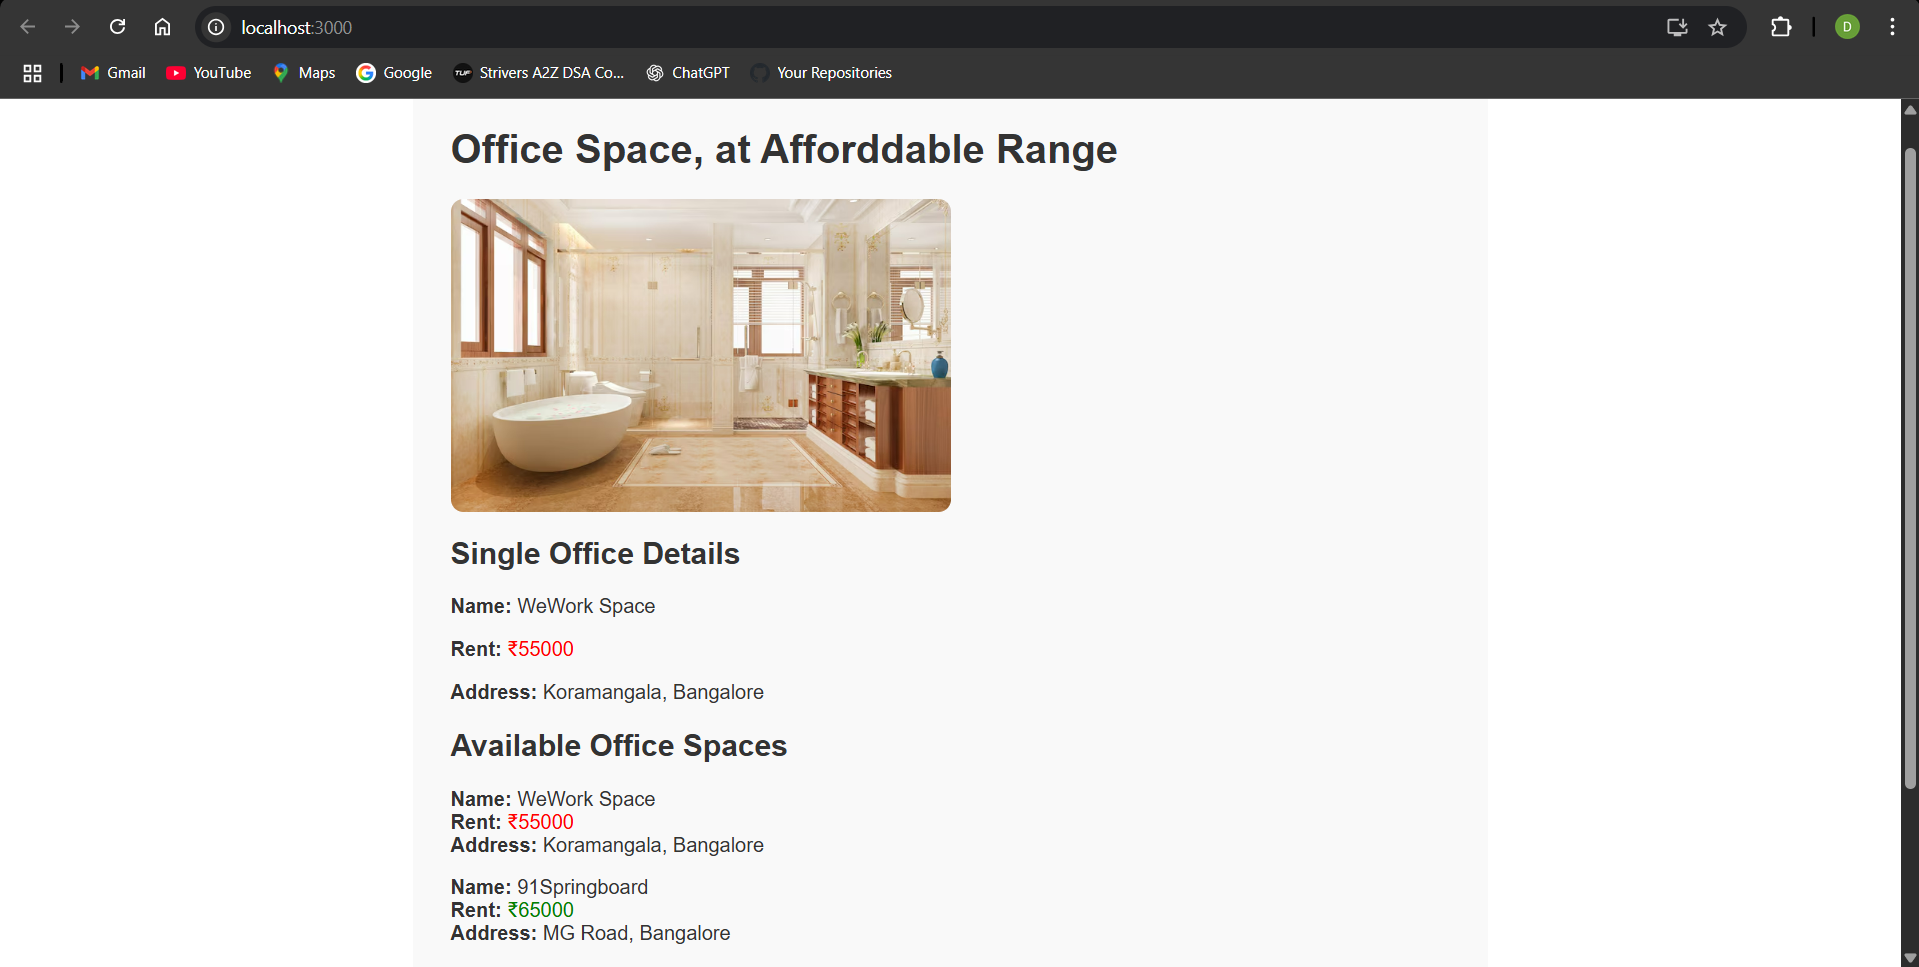 localhost:3000
D
Gmail
YouTube
Maps
Google
TUF
Strivers A2Z DSA Co...
ChatGPT
Your Repositories
Office Space, at Afforddable Range
Single Office Details
Name: WeWork Space
Rent: ₹55000
Address: Koramangala, Bangalore
Available Office Spaces
Name: WeWork Space
Rent: ₹55000
Address: Koramangala, Bangalore
Name: 91Springboard
Rent: ₹65000
Address: MG Road, Bangalore